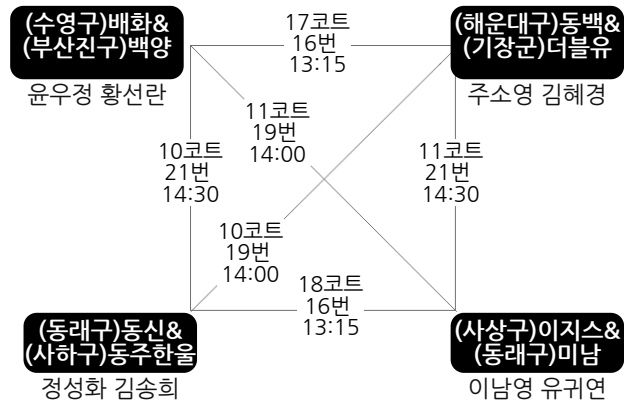 (수영구)배화&
(부산진구)백양
윤우정 황선란
17코트
16번
13:15
(해운대구)동백&
(기장군)더블유
주소영 김혜경
11코트
19번
14:00
10코트
21번
14:30
11코트
21번
14:30
10코트
19번
14:00
18코트
16번
13:15
(동래구)동신&
(사하구)동주한울
정성화 김송희
(사상구)이지스&
(동래구)미남
이남영 유귀연